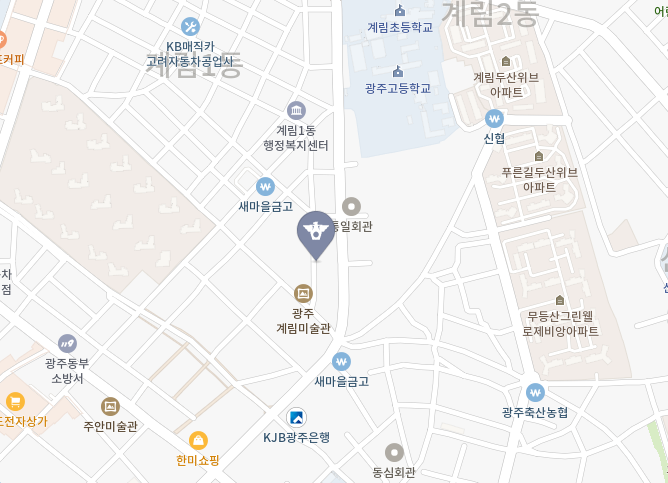 계림2동
계림초등학교
KB매직카
고려자동차공업사
계림1동
계림두산위브
아파트
광주고등학교
신협
계림1동
행정복지센터
푸른길두산위브
아파트
새마을금고
통일회관
점
광주
계림미술관
무등산그린웰
로제비앙아파트
광주동부
소방서
새마을금고
전자상가
주안미술관
광주축산농협
KJB광주은행
한미쇼핑
동심회관